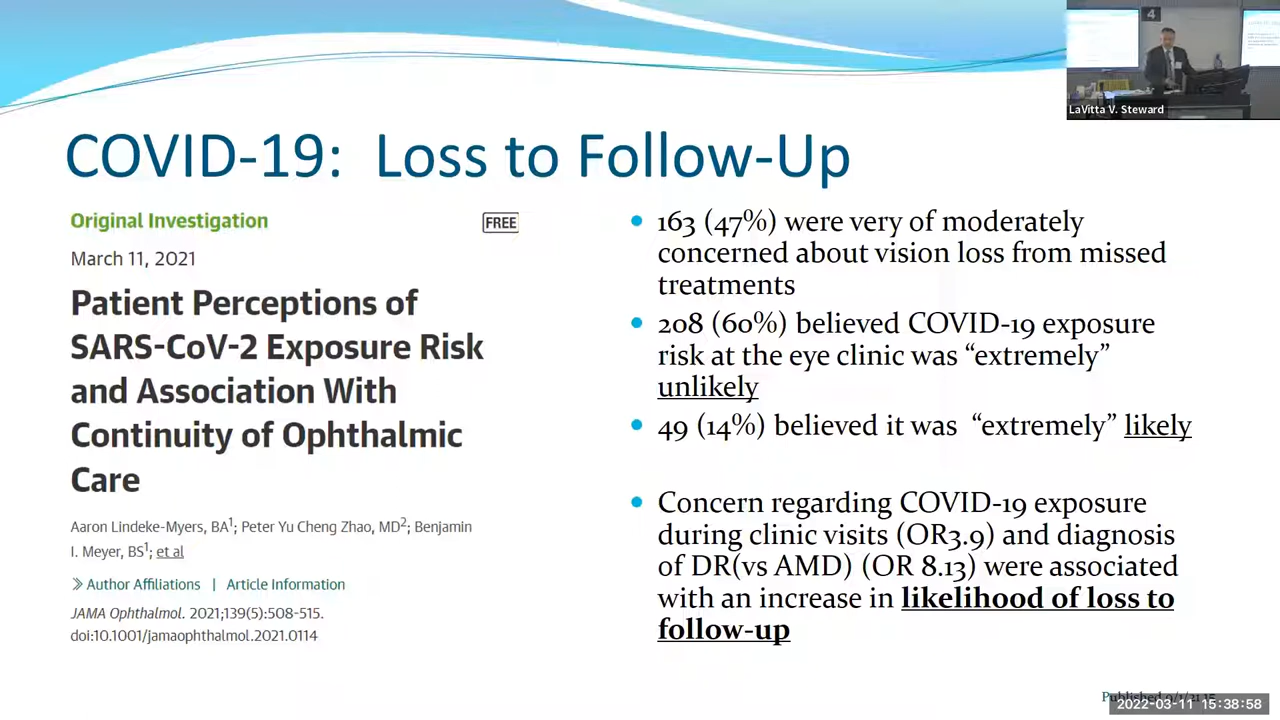 4
LaVitta V. Steward
COVID-19: Loss to Follow-Up
Original Investigation
FREE
March 11, 2021
Patient Perceptions of
SARS-CoV-2 Exposure Risk
and Association With
Continuity of Ophthalmic
Care
Aaron Lindeke-Myers, BA1; Peter Yu Cheng Zhao, MD2; Benjamin
I. Meyer, BS1; et al
Author Affiliations | Article Information
JAMA Ophthalmol. 2021;139(5):508-515.
doi:10.1001/jamaophthalmol.2021.0114
• 163 (47%) were very of moderately
concerned about vision loss from missed
treatments
• 208 (60%) believed COVID-19 exposure
risk at the eye clinic was “extremely”
unlikely
• 49 (14%) believed it was “extremely” likely
• Concern regarding COVID-19 exposure
during clinic visits (OR3.9) and diagnosis
of DR(vs AMD) (OR 8.13) were associated
with an increase in likelihood of loss to
follow-up
Published
2022-03-11 15:38:58